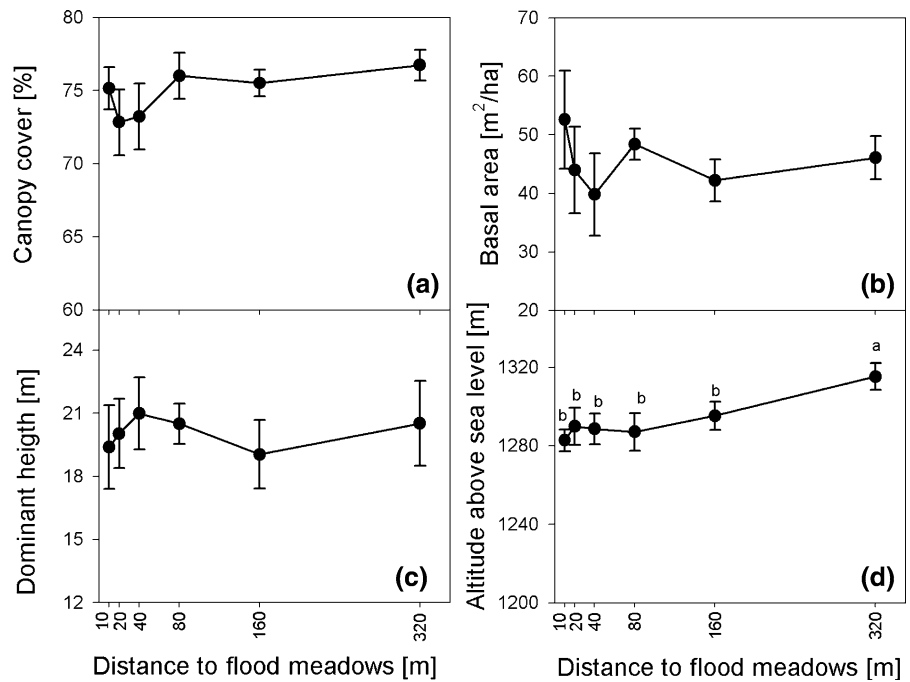 80
75
70
65
60
Canopy cover [%]
(a)
70
60
50
40
30
20
Basal area [m²/ha]
(b)
24
21
18
15
12
Dominant heigth [m]
(c)
10
20
40
80
160
320
Distance to flood meadows [m]
1320
1280
1240
1200
Altitude above sea level [m]
b
b
b
b
b
a
(d)
10
20
40
80
160
320
Distance to flood meadows [m]